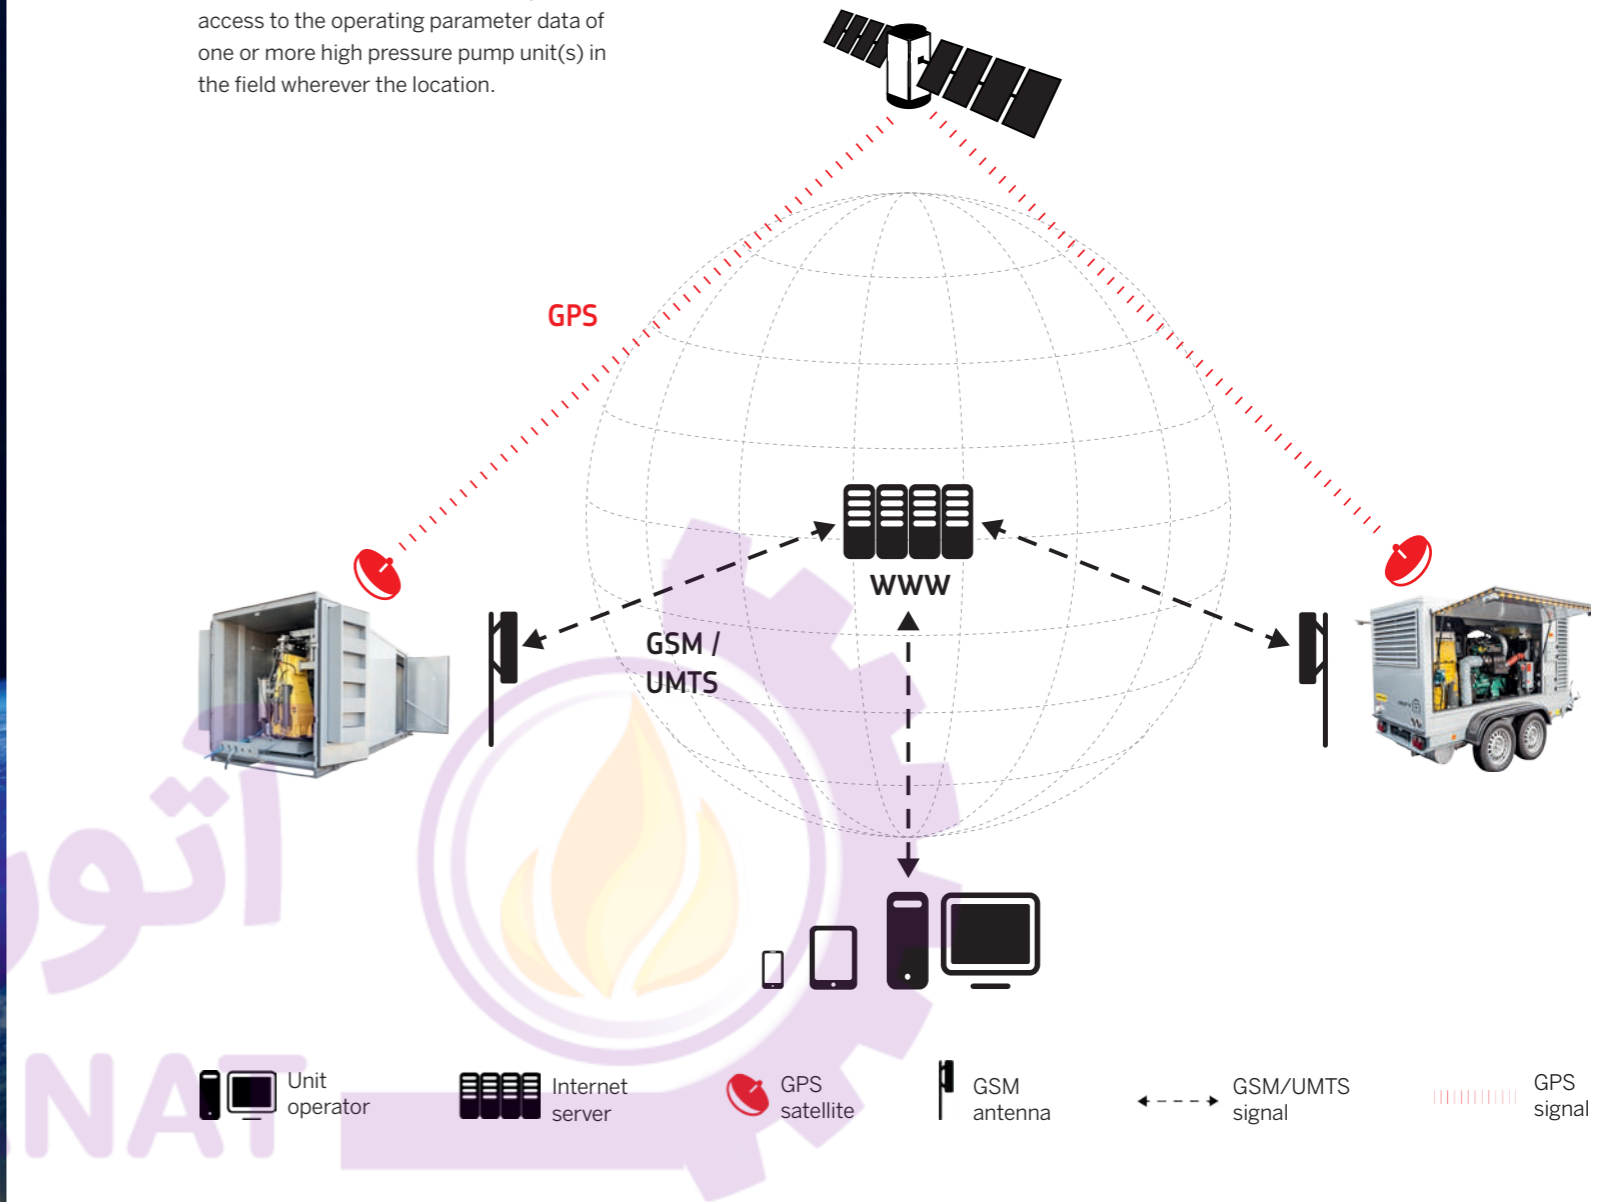 access to the operating parameter data of
one or more high pressure pump unit(s) in
the field wherever the location.
GPS
WWW
GSM /
UMTS
Unit
operator
Internet
server
GPS
satellite
GSM
antenna
GSM/UMTS
signal
GPS
signal
NAT